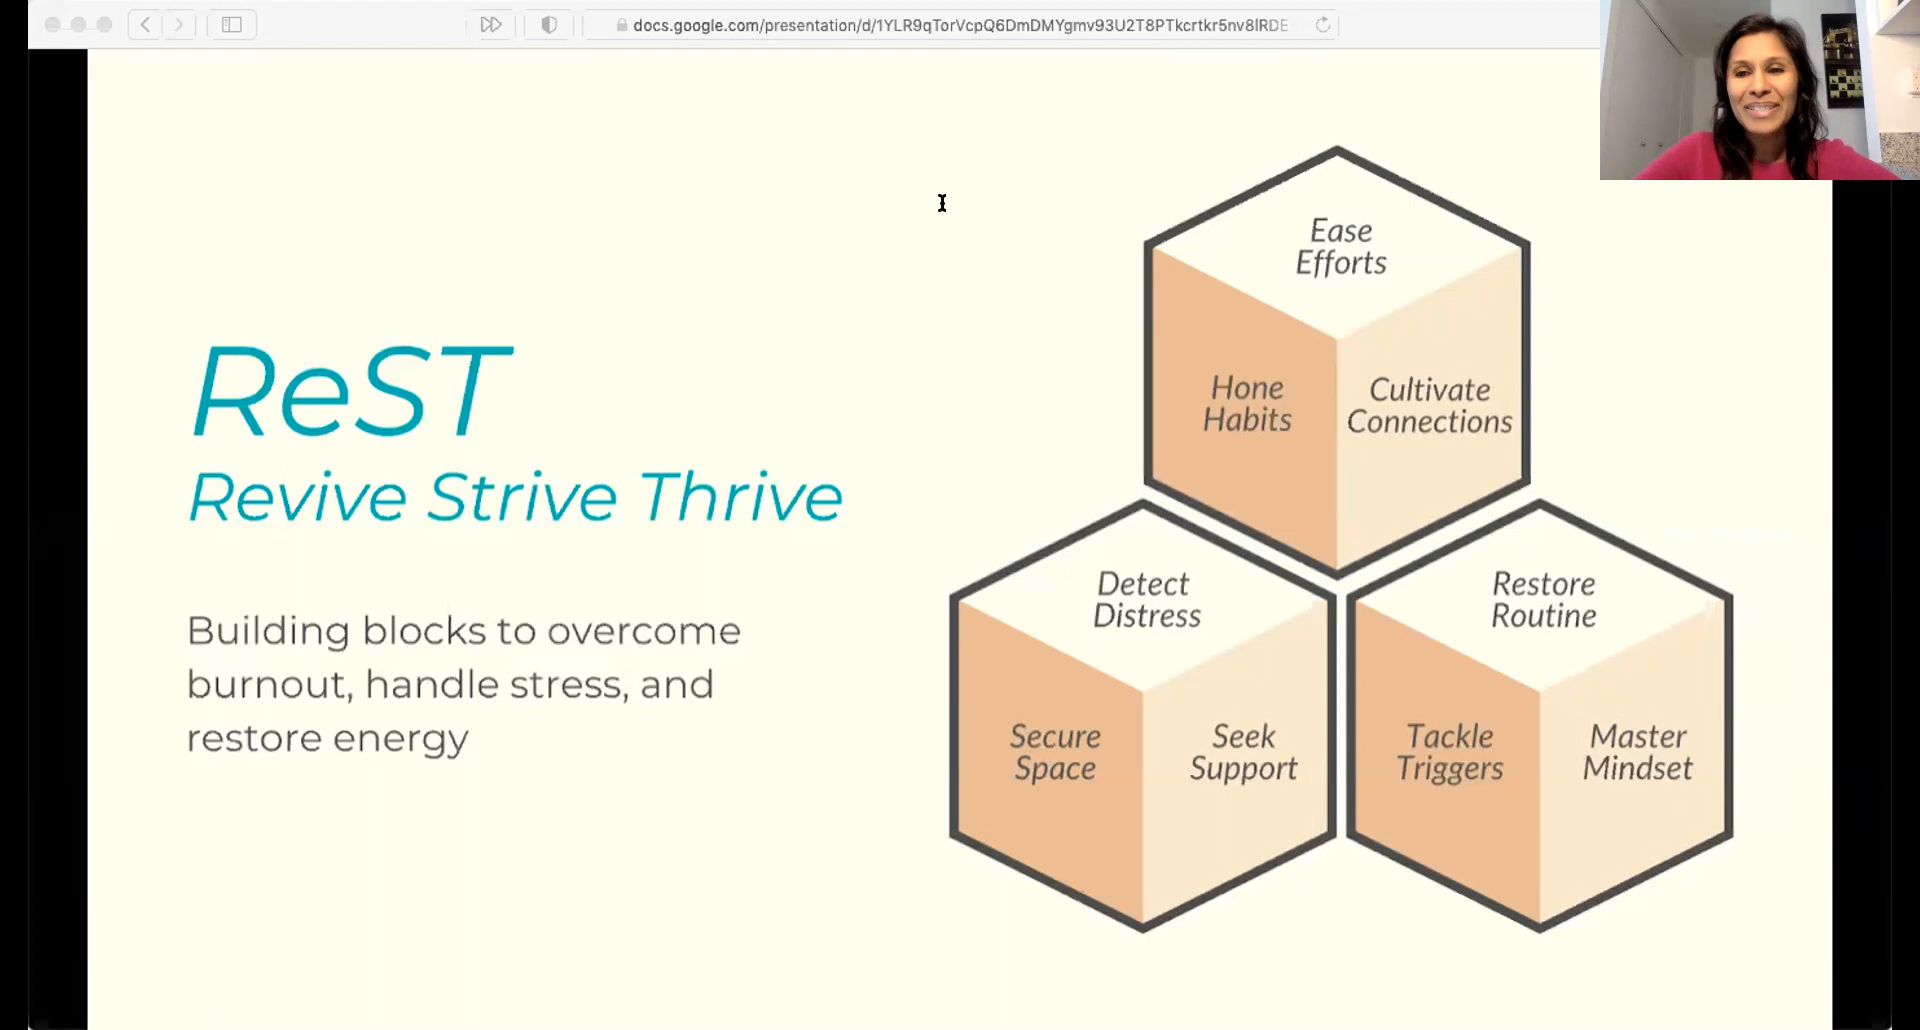 docs.google.com/presentation/d/1YLR9qTorVcpQ6DmDMYgmv93U2T8PTkcrtkr5nv8lRDE
ReST
Revive Strive Thrive
Building blocks to overcome
burnout, handle stress, and
restore energy
Ease
Efforts
Hone
Habits
Cultivate
Connections
Detect
Distress
Secure
Space
Seek
Support
Restore
Routine
Tackle
Triggers
Master
Mindset